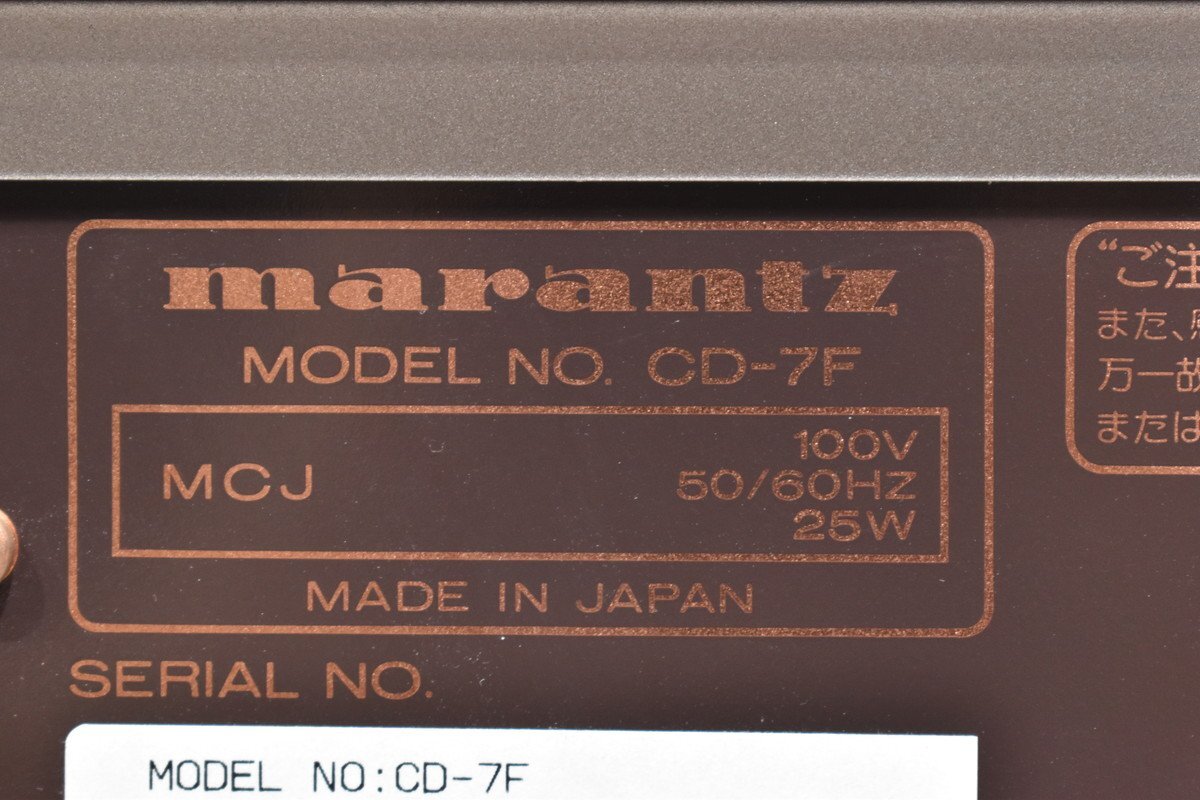 marantz
MODEL NO. CD-7F
MCJ
100V
50/60HZ
25W
MADE IN JAPAN
SERIAL NO.
MODEL NO:CD-7F
“ご注
また、
万一故
または